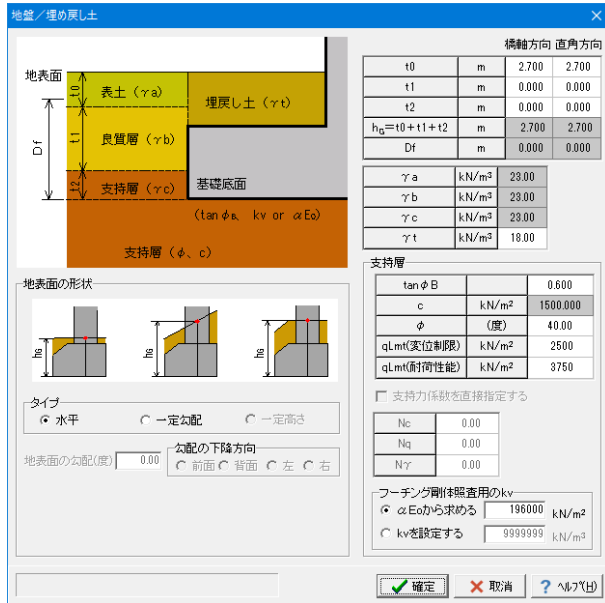 地盤／埋め戻し土
地表面
t0
表土（γa）
埋戻し土（γt）
Df
t1
良質層（γb）
t2
支持層（γc）
基礎底面
(tanφB、 kv or αEo)
支持層（φ、c）
橋軸方向 直角方向
t0 m 2.700 2.700
t1 m 0.000 0.000
t2 m 0.000 0.000
hG=t0+t1+t2 m 2.700 2.700
Df m 0.000 0.000
γa kN/m³ 23.00
γb kN/m³ 23.00
γc kN/m³ 23.00
γt kN/m³ 18.00
支持層
tanφB 0.600
c kN/m² 1500.000
φ (度) 40.00
qLmt(変位制限) kN/m² 2500
qLmt(耐荷性能) kN/m² 3750
支持力係数を直接指定する
Nc 0.00
Nq 0.00
Nγ 0.00
フーチング剛体照査用のkv
αEoから求める 196000 kN/m²
kvを設定する 9999999 kN/m³
地表面の形状
hG hG hG
タイプ
水平 一定勾配 一定高さ
地表面の勾配(度) 0.00
勾配の下降方向
前面 背面 左 右
確定 取消 ? ヘルプ(H)